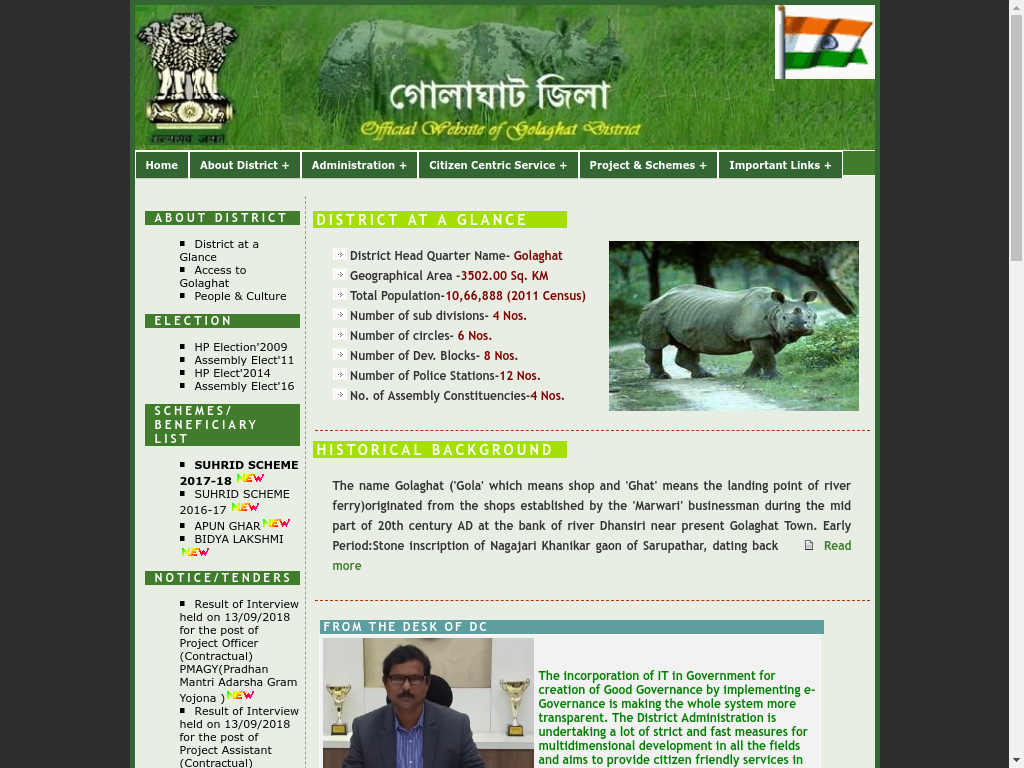 सत्यमेव जयते
গোলাঘাট জিলা
Official Website of Golaghat District
Home
About District +
Administration +
Citizen Centric Service +
Project & Schemes +
Important Links +
ABOUT DISTRICT
District at a
Glance
Access to
Golaghat
People & Culture
ELECTION
HP Election'2009
Assembly Elect'11
HP Elect'2014
Assembly Elect'16
SCHEMES/
BENEFICIARY
LIST
SUHRID SCHEME
2017-18 NEW
SUHRID SCHEME
2016-17 NEW
APUN GHAR NEW
BIDYA LAKSHMI
NEW
NOTICE/TENDERS
Result of Interview
held on 13/09/2018
for the post of
Project Officer
(Contractual)
PMAGY(Pradhan
Mantri Adarsha Gram
Yojona ) NEW
Result of Interview
held on 13/09/2018
for the post of
Project Assistant
(Contractual)
DISTRICT AT A GLANCE
District Head Quarter Name- Golaghat
Geographical Area -3502.00 Sq. KM
Total Population-10,66,888 (2011 Census)
Number of sub divisions- 4 Nos.
Number of circles- 6 Nos.
Number of Dev. Blocks- 8 Nos.
Number of Police Stations-12 Nos.
No. of Assembly Constituencies-4 Nos.
HISTORICAL BACKGROUND
The name Golaghat ('Gola' which means shop and 'Ghat' means the landing point of river
ferry)originated from the shops established by the 'Marwari' businessman during the mid
part of 20th century AD at the bank of river Dhansiri near present Golaghat Town. Early
Period:Stone inscription of Nagajari Khanikar gaon of Sarupathar, dating back Read
more
FROM THE DESK OF DC
The incorporation of IT in Government for
creation of Good Governance by implementing e-
Governance is making the whole system more
transparent. The District Administration is
undertaking a lot of strict and fast measures for
multidimensional development in all the fields
and aims to provide citizen friendly services in